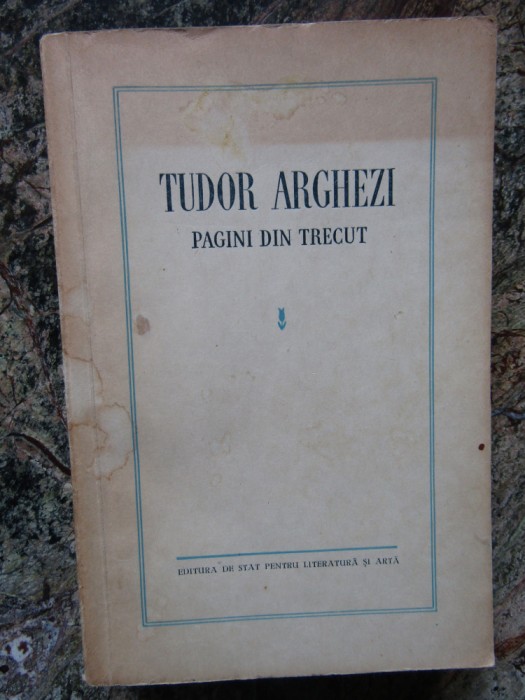 TUDOR ARGHEZI
PAGINI DIN TRECUT
EDITURA DE STAT PENTRU LITERATURĂ ȘI ARTĂ